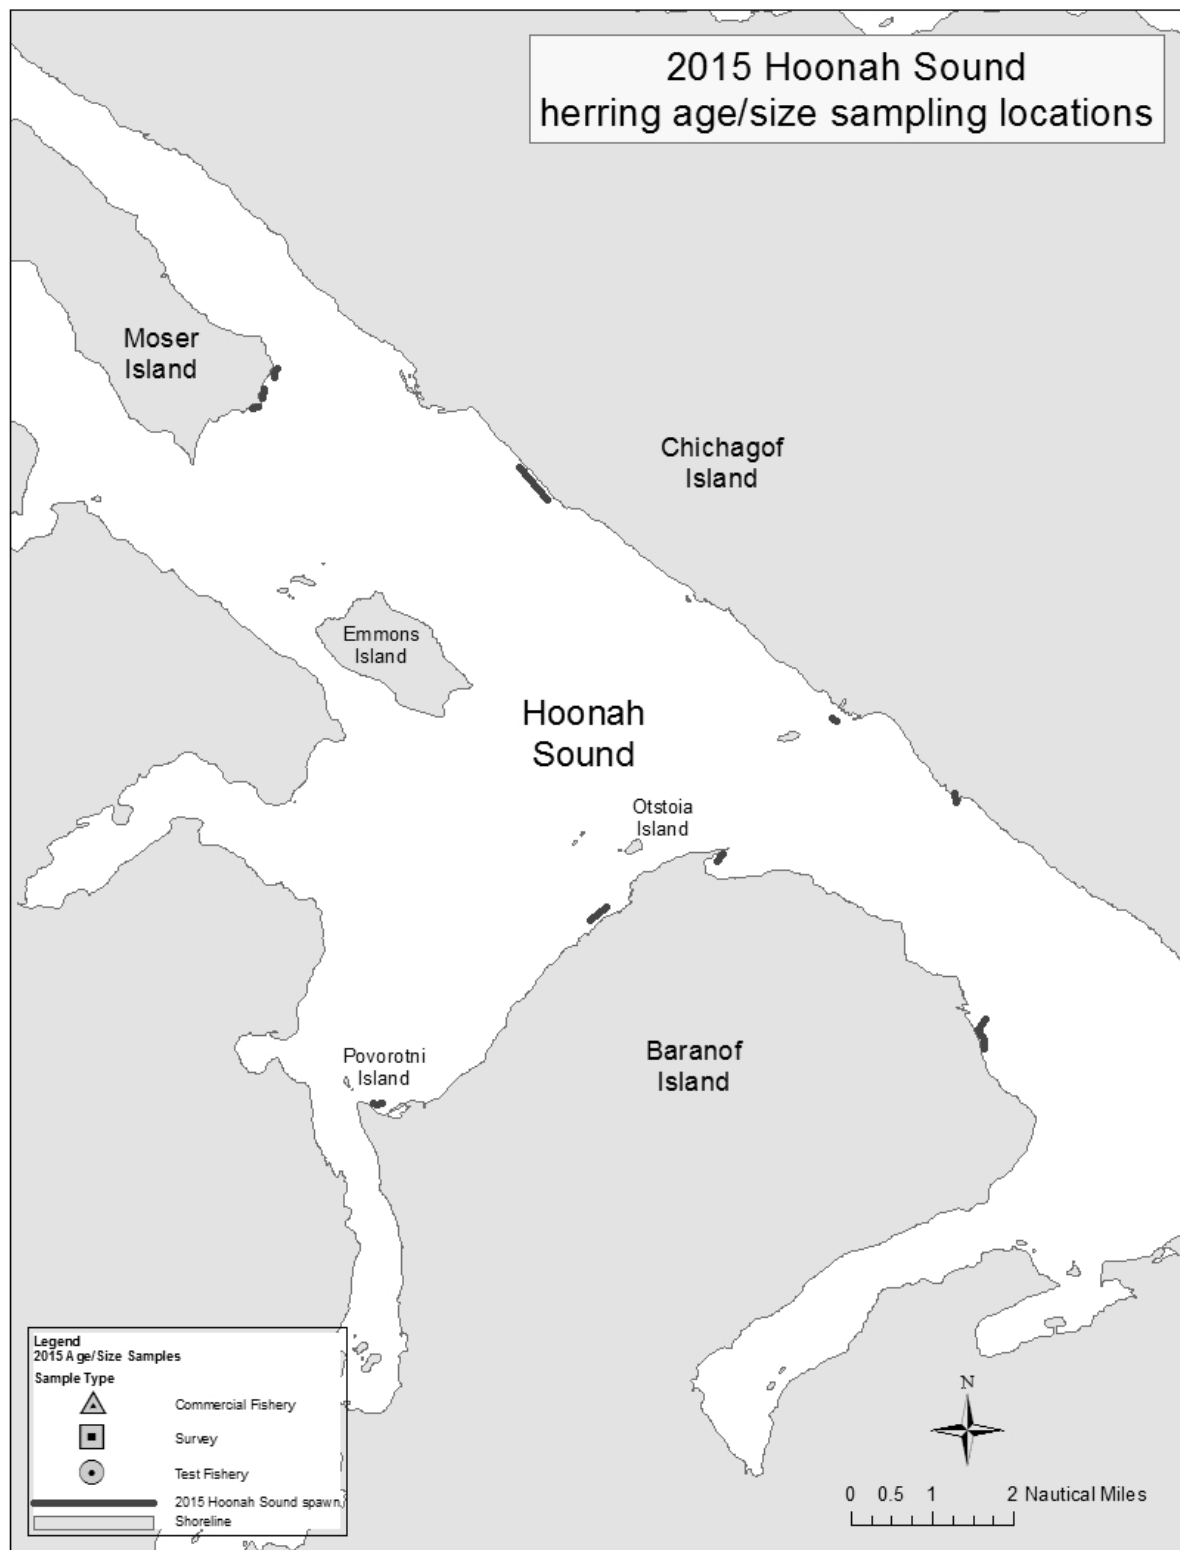 2015 Hoonah Sound
herring age/size sampling locations
Moser
Island
Chichagof
Island
Emmons
Island
Hoonah
Sound
Otstoia
Island
Povorotni
Island
Baranof
Island
Legend
2015 Age/Size Samples
Sample Type
Commercial Fishery
Survey
Test Fishery
2015 Hoonah Sound spawn
Shoreline
N
0 0.5 1 2 Nautical Miles